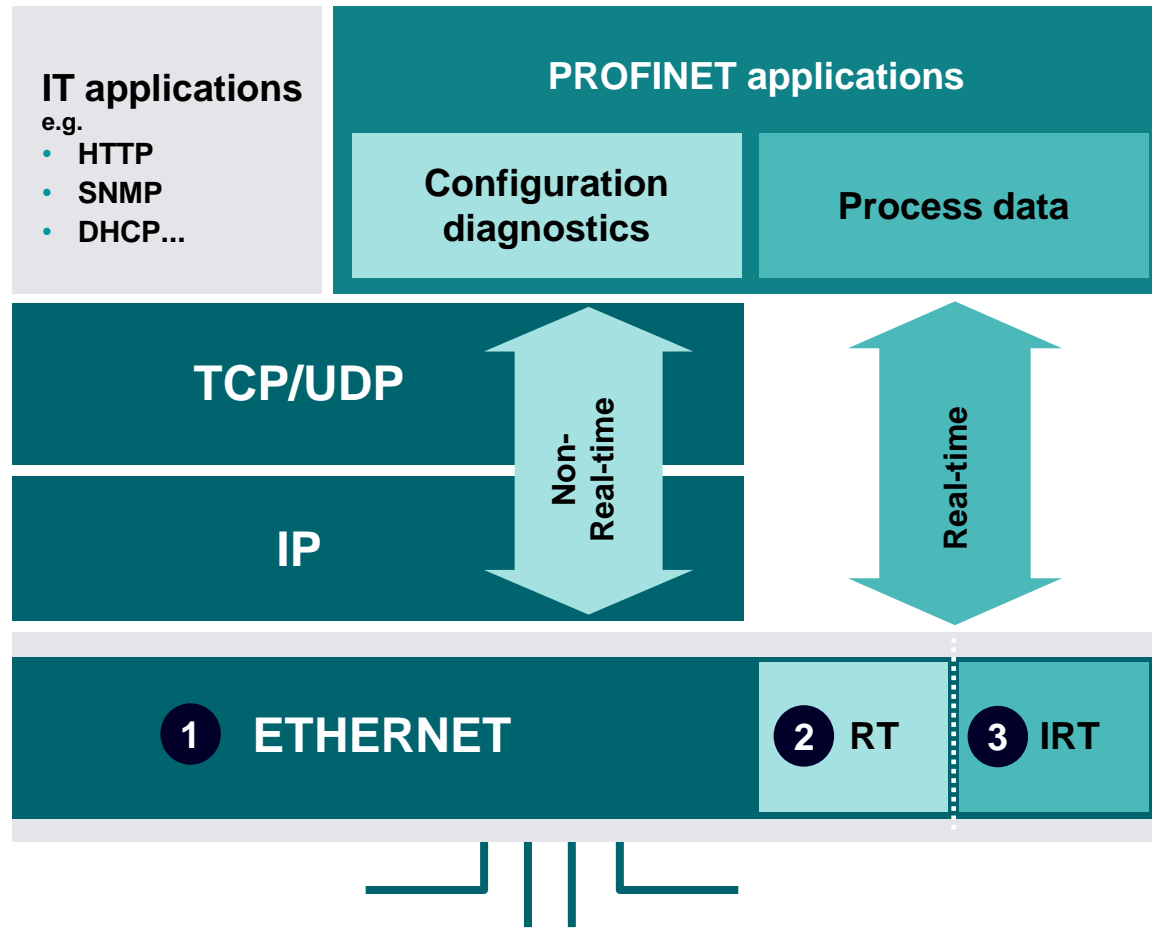 IT applications
e.g.
• HTTP
• SNMP
• DHCP...
PROFINET applications
Configuration
diagnostics
Process data
TCP/UDP
IP
Non-
Real-time
Real-time
1 ETHERNET
2 RT
3 IRT